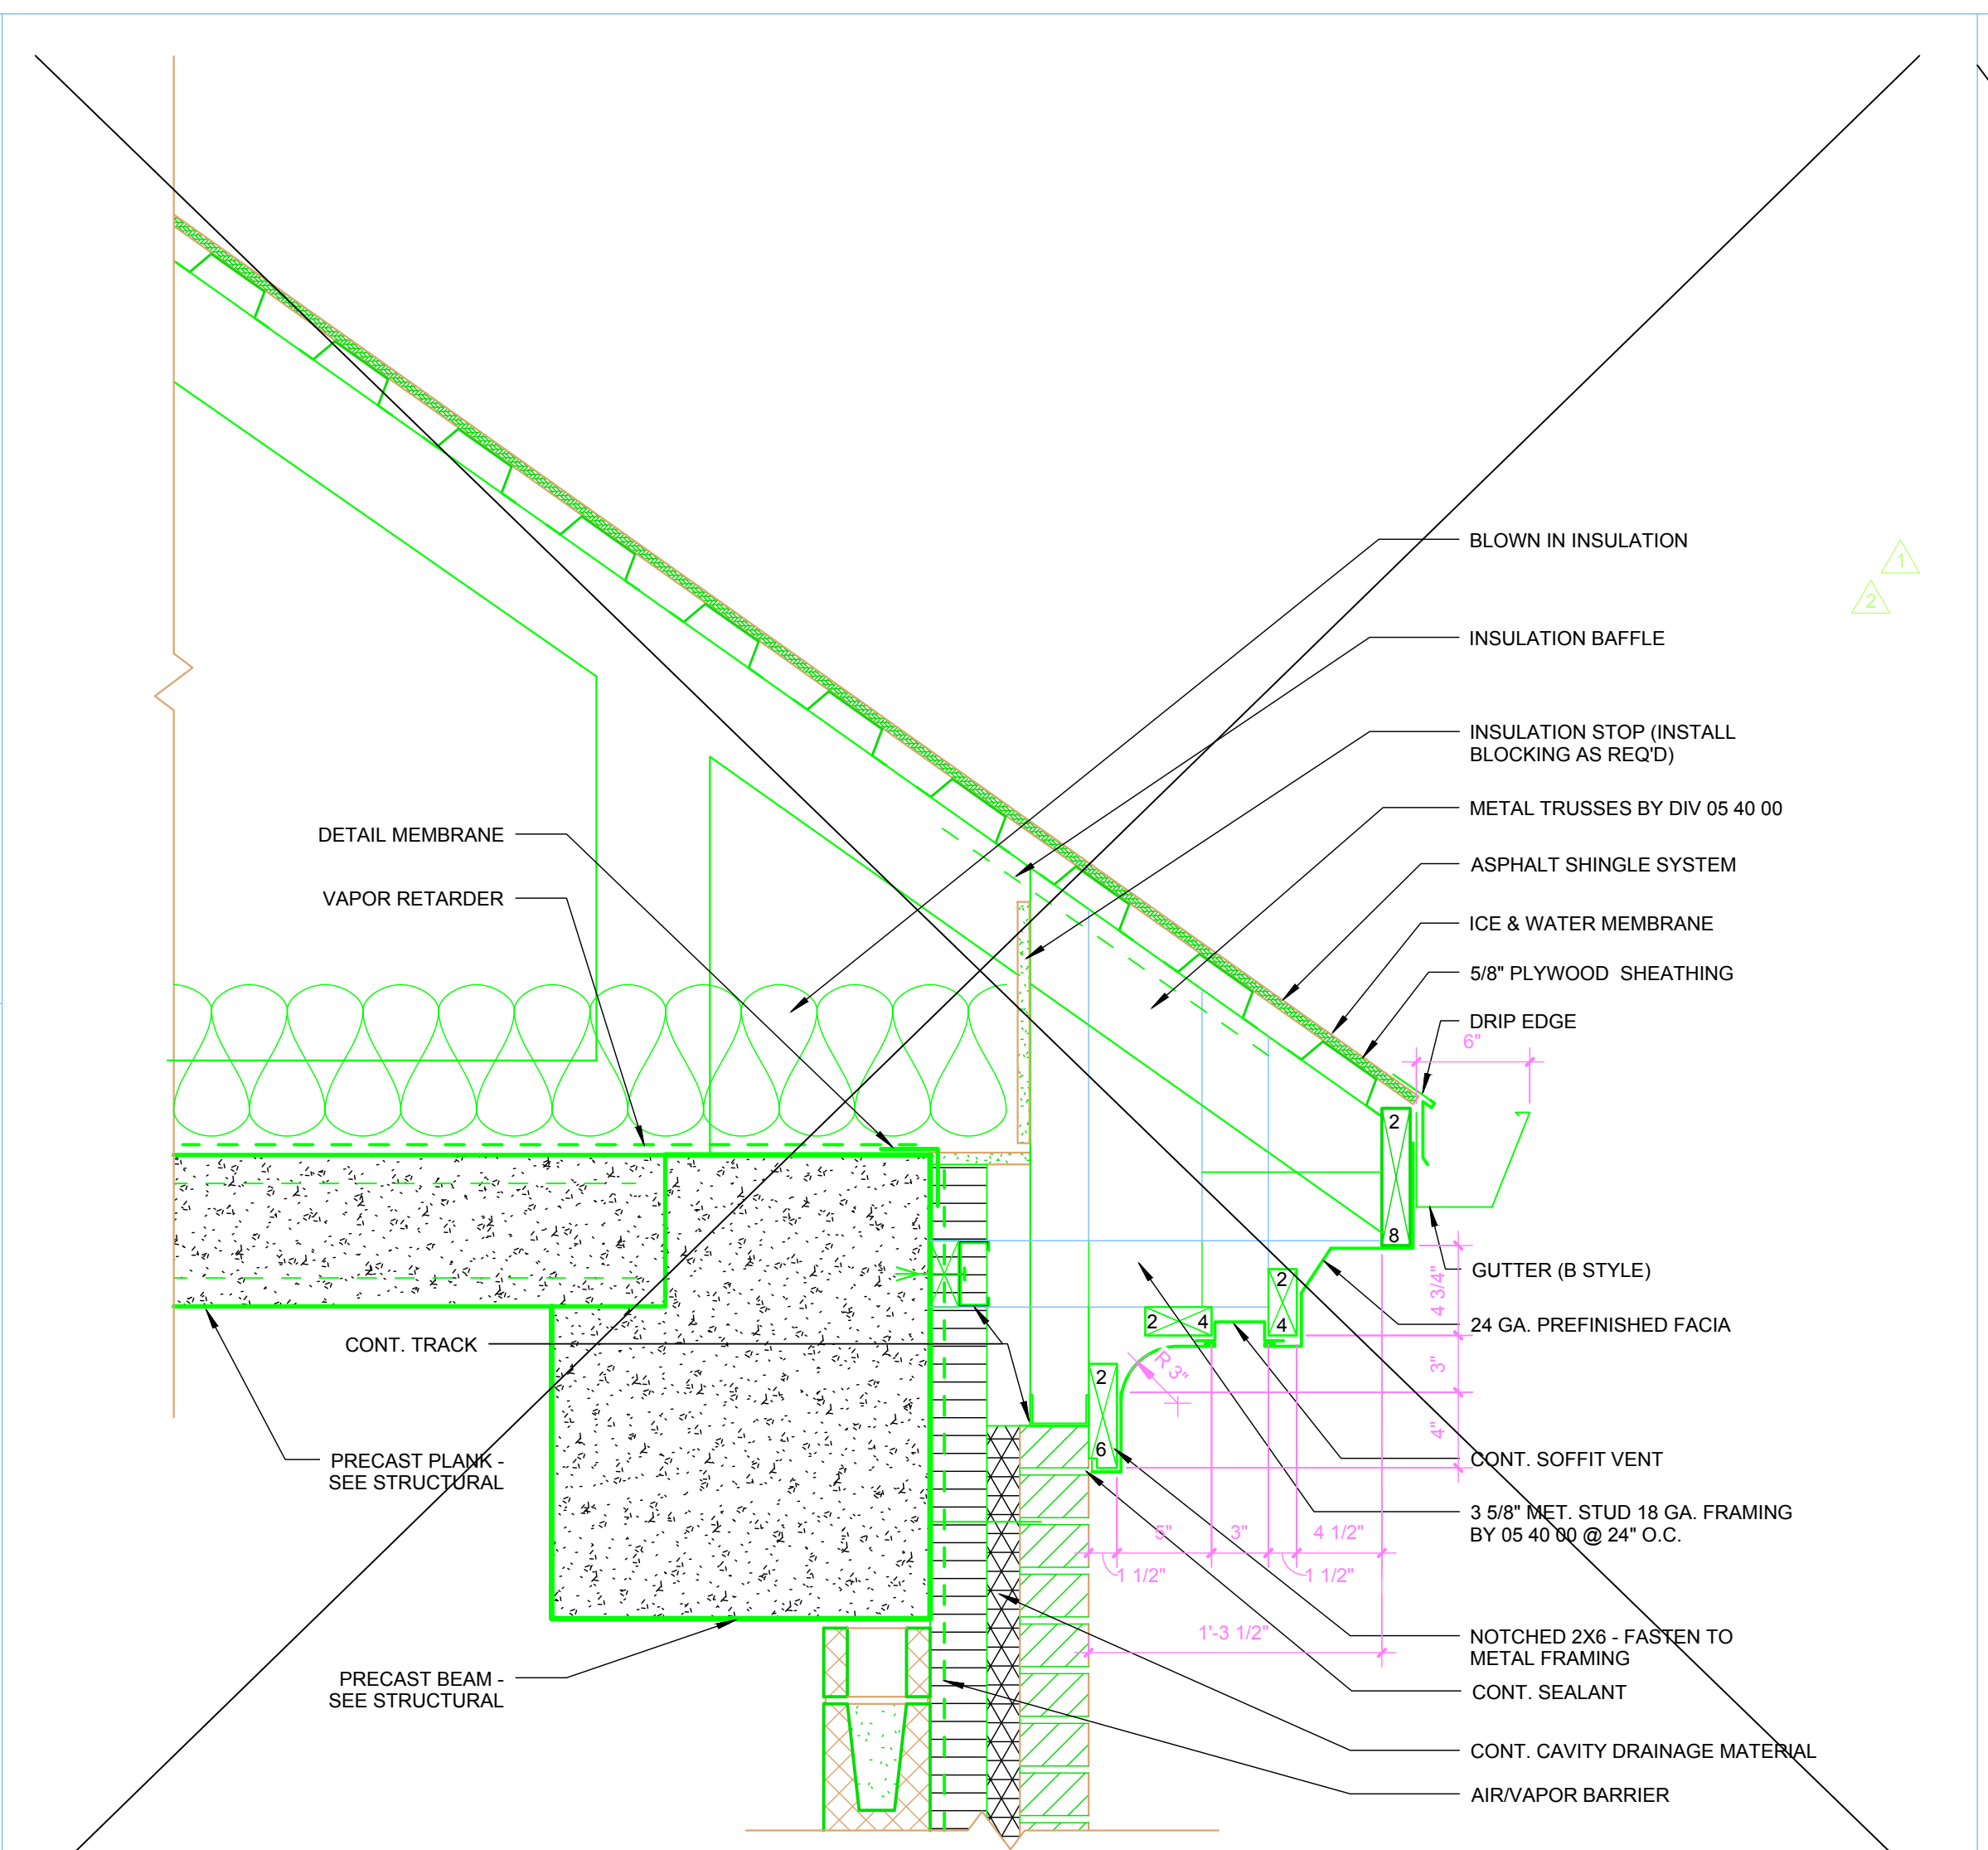 BLOWN IN INSULATION
1
2
INSULATION BAFFLE
INSULATION STOP (INSTALL
BLOCKING AS REQ'D)
METAL TRUSSES BY DIV 05 40 00
DETAIL MEMBRANE
ASPHALT SHINGLE SYSTEM
VAPOR RETARDER
ICE & WATER MEMBRANE
5/8" PLYWOOD SHEATHING
DRIP EDGE
6"
2
8
GUTTER (B STYLE)
4 3/4"
2
4
2 4
24 GA. PREFINISHED FACIA
CONT. TRACK
R 3"
3"
2
6
4"
PRECAST PLANK -
SEE STRUCTURAL
CONT. SOFFIT VENT
3 5/8" MET. STUD 18 GA. FRAMING
BY 05 40 00 @ 24" O.C.
5"
3"
4 1/2"
1 1/2"
1 1/2"
1'-3 1/2"
NOTCHED 2X6 - FASTEN TO
METAL FRAMING
PRECAST BEAM -
SEE STRUCTURAL
CONT. SEALANT
CONT. CAVITY DRAINAGE MATERIAL
AIR/VAPOR BARRIER